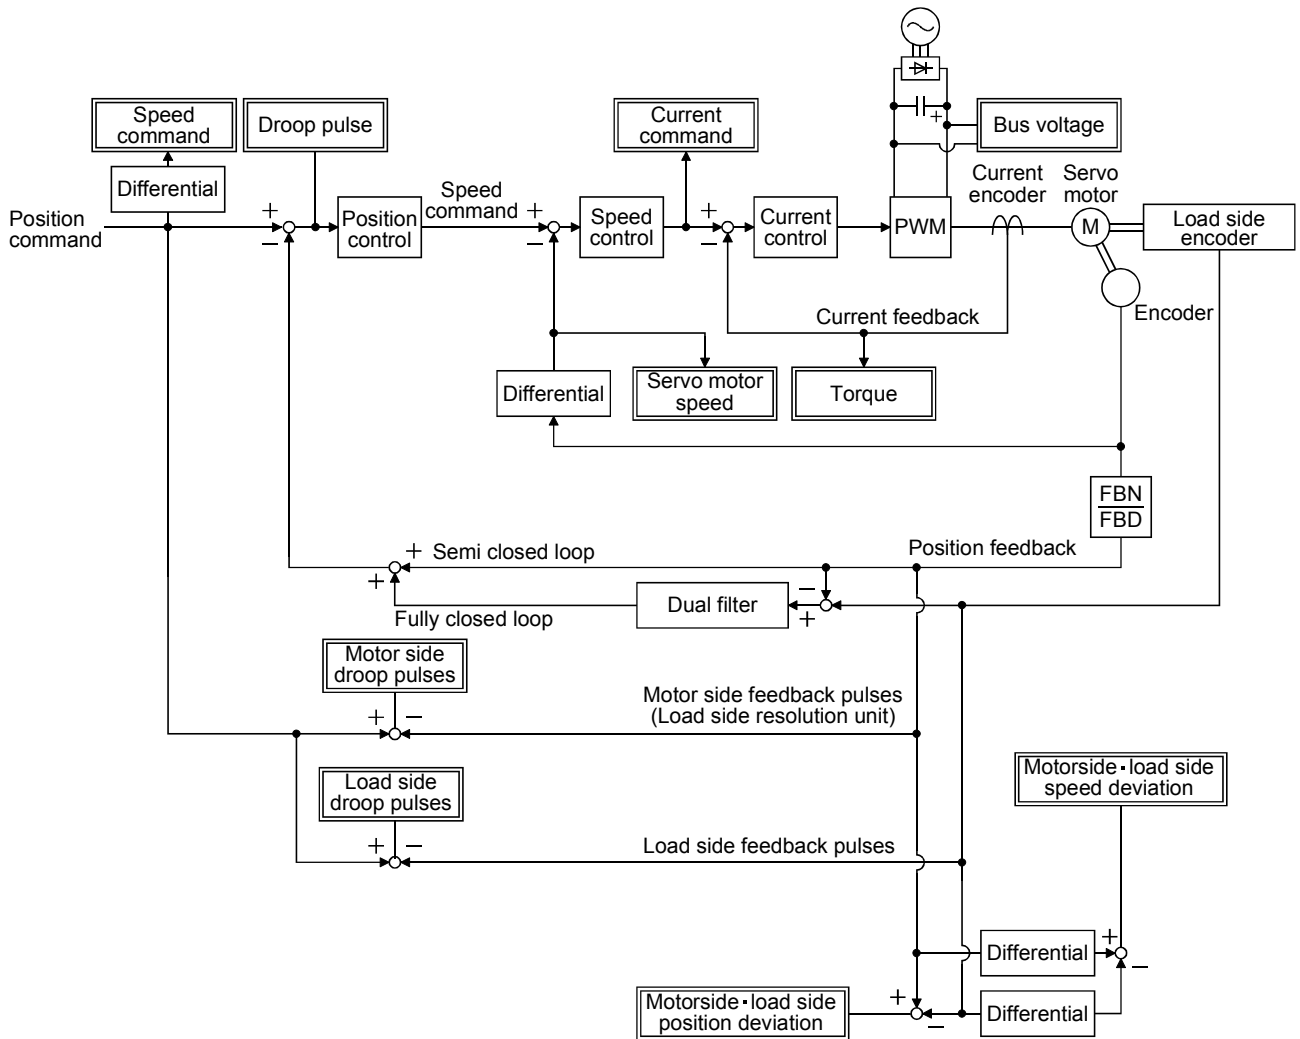 Speed
command
Droop pulse
Current
command
Bus voltage
Differential
Position
command
+
−
Position
control
Speed
command
+
−
Speed
control
+
−
Current
control
+
PWM
Current
encoder
Servo
motor
M
Load side
encoder
Encoder
Current feedback
Differential
Servo motor
speed
Torque
FBN
FBD
+
+
Semi closed loop
Position feedback
Fully closed loop
Dual filter
−
+
Motor side
droop pulses
+
−
Motor side feedback pulses
(Load side resolution unit)
Load side
droop pulses
+
−
Load side feedback pulses
Motorside･load side
speed deviation
Differential
+
−
Motorside･load side
position deviation
+
−
Differential